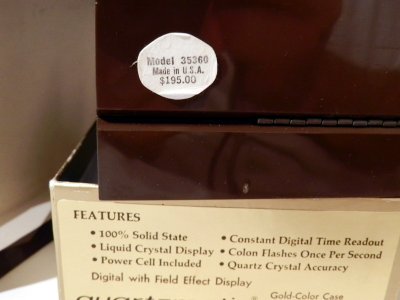 Model 35360
Made in U.S.A.
$195.00
FEATURES
• 100% Solid State
• Liquid Crystal Display
• Power Cell Included
• Constant Digital Time Readout
• Colon Flashes Once Per Second
• Quartz Crystal Accuracy
Digital with Field Effect Display
Gold-Color Case